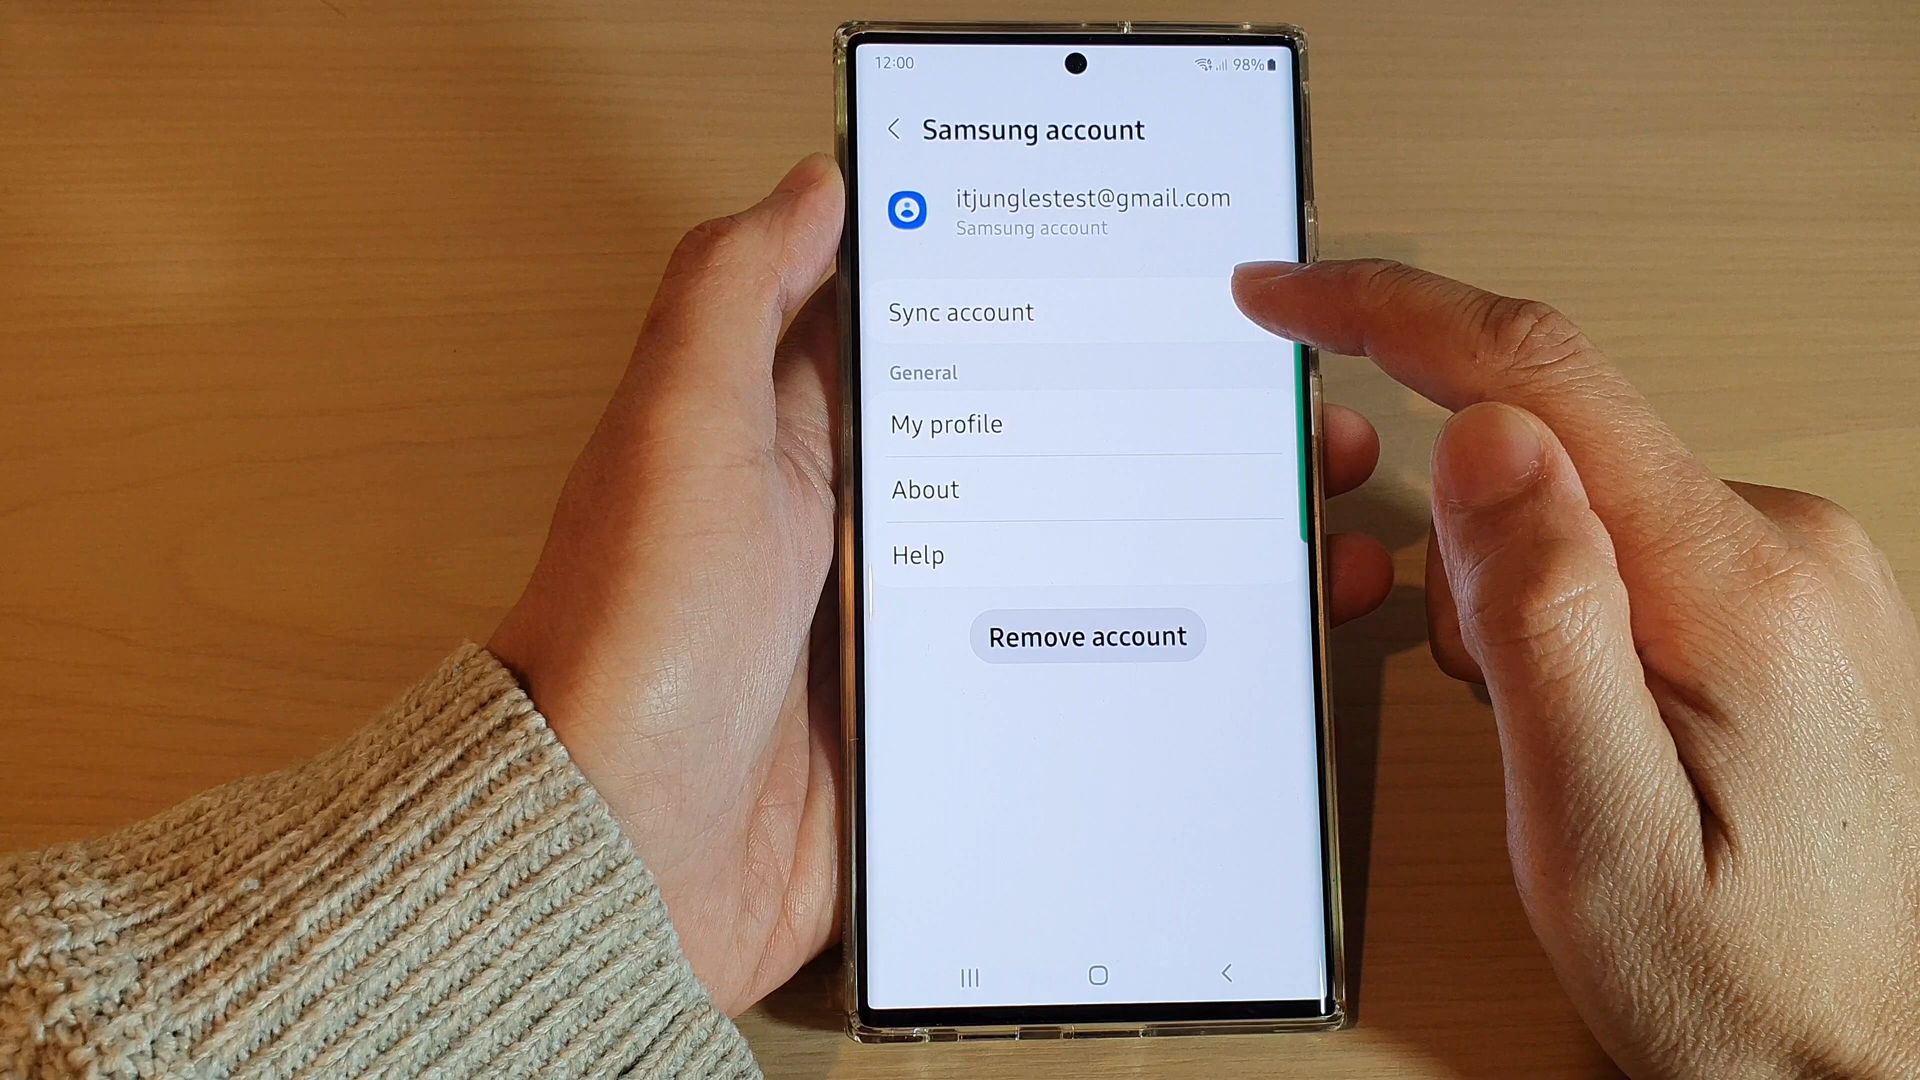 12:00
98%
Samsung account
itjunglestest@gmail.com
Samsung account
Sync account
General
My profile
About
Help
Remove account